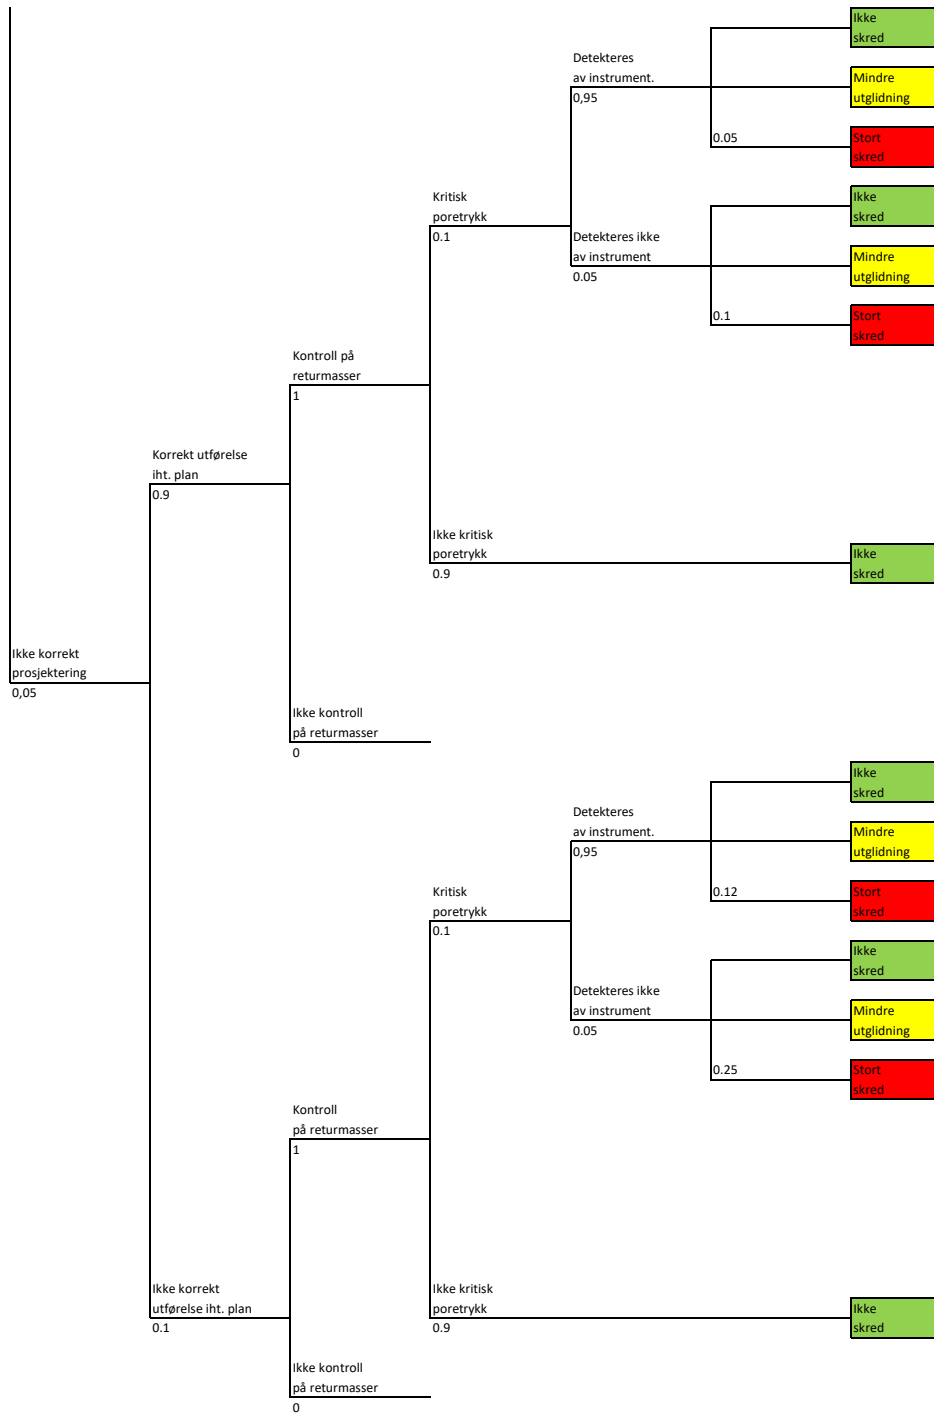 Ikke
skred
Detekteres
av instrument.
0,95
Mindre
utglidning
0.05
Stort
skred
Kritisk
poretrykk
0.1
Ikke
skred
Detekteres ikke
av instrument
0.05
Mindre
utglidning
0.1
Stort
skred
Kontroll på
returmasser
1
Korrekt utførelse
iht. plan
0.9
Ikke kritisk
poretrykk
0.9
Ikke
skred
Ikke korrekt
prosjektering
0,05
Ikke kontroll
på returmasser
0
Ikke
skred
Detekteres
av instrument.
0,95
Mindre
utglidning
Kritisk
poretrykk
0.1
0.12
Stort
skred
Ikke
skred
Detekteres ikke
av instrument
0.05
Mindre
utglidning
0.25
Stort
skred
Kontroll
på returmasser
1
Ikke korrekt
utførelse iht. plan
0.1
Ikke kritisk
poretrykk
0.9
Ikke
skred
Ikke kontroll
på returmasser
0